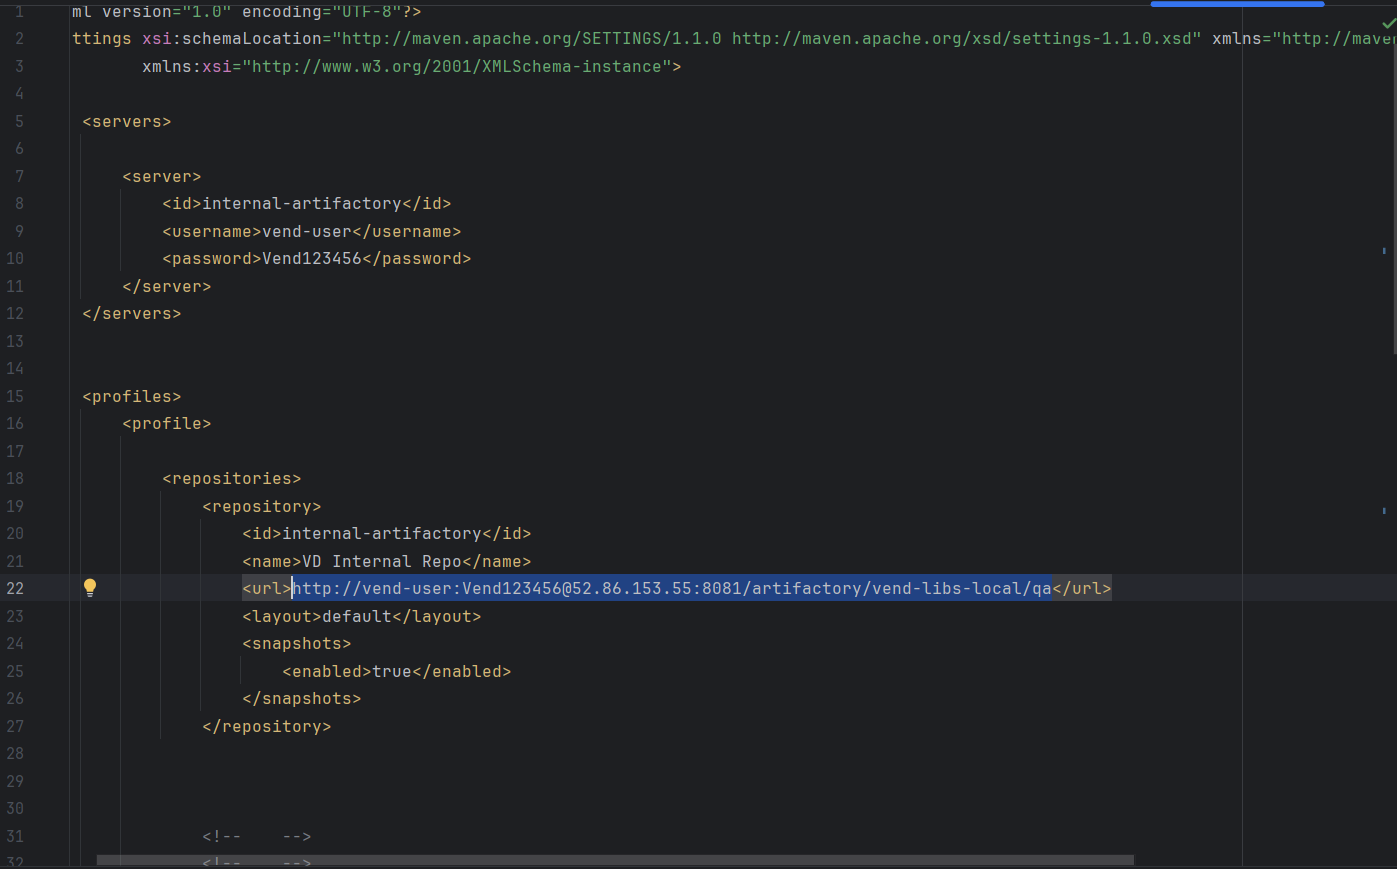 1 ml version="1.0" encoding="UTF-8"?>
2 ttings xsi:schemaLocation="http://maven.apache.org/SETTINGS/1.1.0 http://maven.apache.org/xsd/settings-1.1.0.xsd" xmlns="http://maven
3 xmlns:xsi="http://www.w3.org/2001/XMLSchema-instance">
4
5 <servers>
6
7 <server>
8 <id>internal-artifactory</id>
9 <username>vend-user</username>
10 <password>Vend123456</password>
11 </server>
12 </servers>
13
14
15 <profiles>
16 <profile>
17
18 <repositories>
19 <repository>
20 <id>internal-artifactory</id>
21 <name>VD Internal Repo</name>
22 <url>http://vend-user:Vend123456@52.86.153.55:8081/artifactory/vend-libs-local/qa</url>
23 <layout>default</layout>
24 <snapshots>
25 <enabled>true</enabled>
26 </snapshots>
27 </repository>
28
29
30
31 <!-- -->
32 <!-- -->